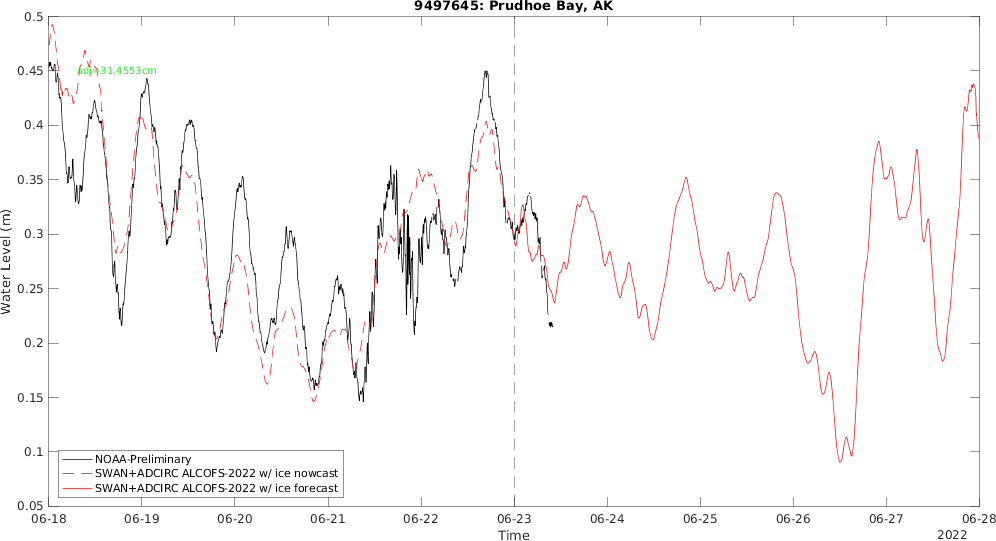 9497645: Prudhoe Bay, AK
0.5
0.45
0.4
0.35
0.3
0.25
0.2
0.15
0.1
0.05
Water Level (m)
adj=31.4553cm
NOAA-Preliminary
SWAN+ADCIRC ALCOFS-2022 w/ ice nowcast
SWAN+ADCIRC ALCOFS-2022 w/ ice forecast
06-18 06-19 06-20 06-21 06-22 06-23 06-24 06-25 06-26 06-27 06-28
Time
2022